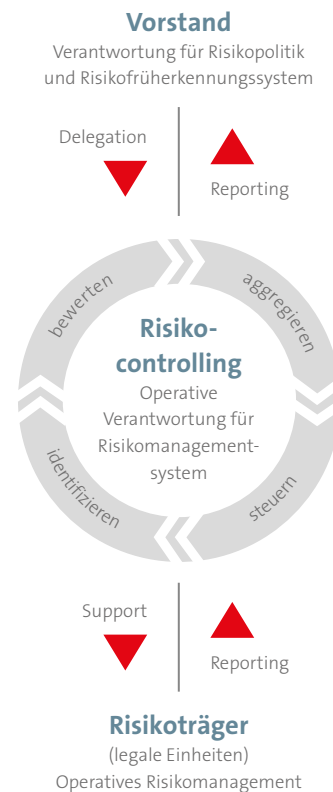 Vorstand
Verantwortung für Risikopolitik
und Risikofrüherkennungssystem
Delegation
Reporting
bewerten
aggregieren
Risiko-
controlling
Operative
Verantwortung für
Risikomanagement-
system
identifizieren
steuern
Support
Reporting
Risikoträger
(legale Einheiten)
Operatives Risikomanagement